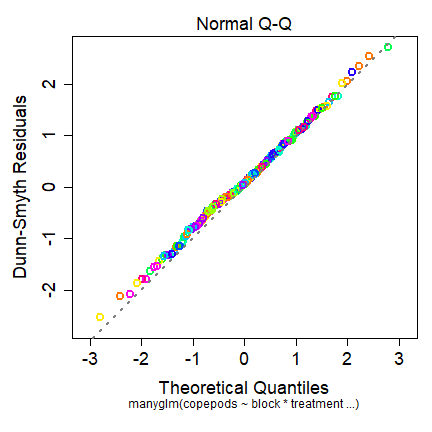 Normal Q-Q
Dunn-Smyth Residuals
2
1
0
-1
-2
-3 -2 -1 0 1 2 3
Theoretical Quantiles
manyglm(copepods ~ block * treatment ...)